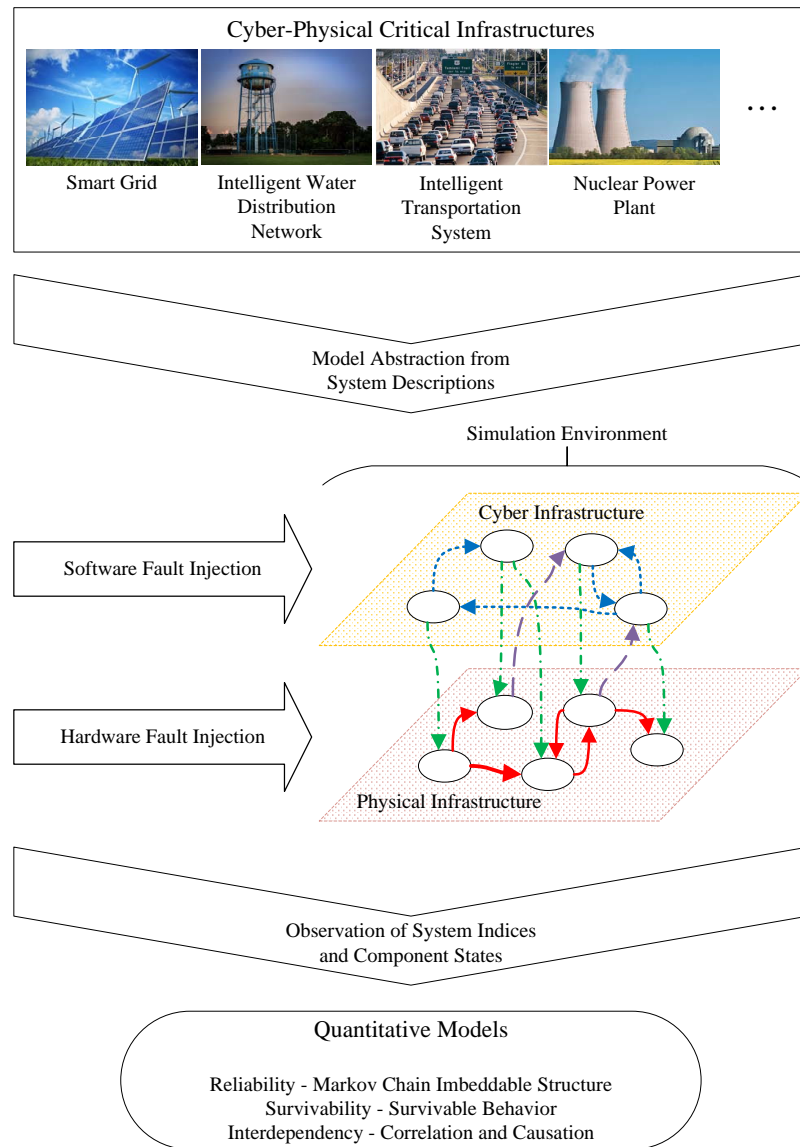 Cyber-Physical Critical Infrastructures
...
Smart Grid
Intelligent Water
Distribution
Network
Intelligent
Transportation
System
Nuclear Power
Plant
Model Abstraction from
System Descriptions
Simulation Environment
Cyber Infrastructure
Software Fault Injection
Hardware Fault Injection
Physical Infrastructure
Observation of System Indices
and Component States
Quantitative Models
Reliability - Markov Chain Imbeddable Structure
Survivability - Survivable Behavior
Interdependency - Correlation and Causation